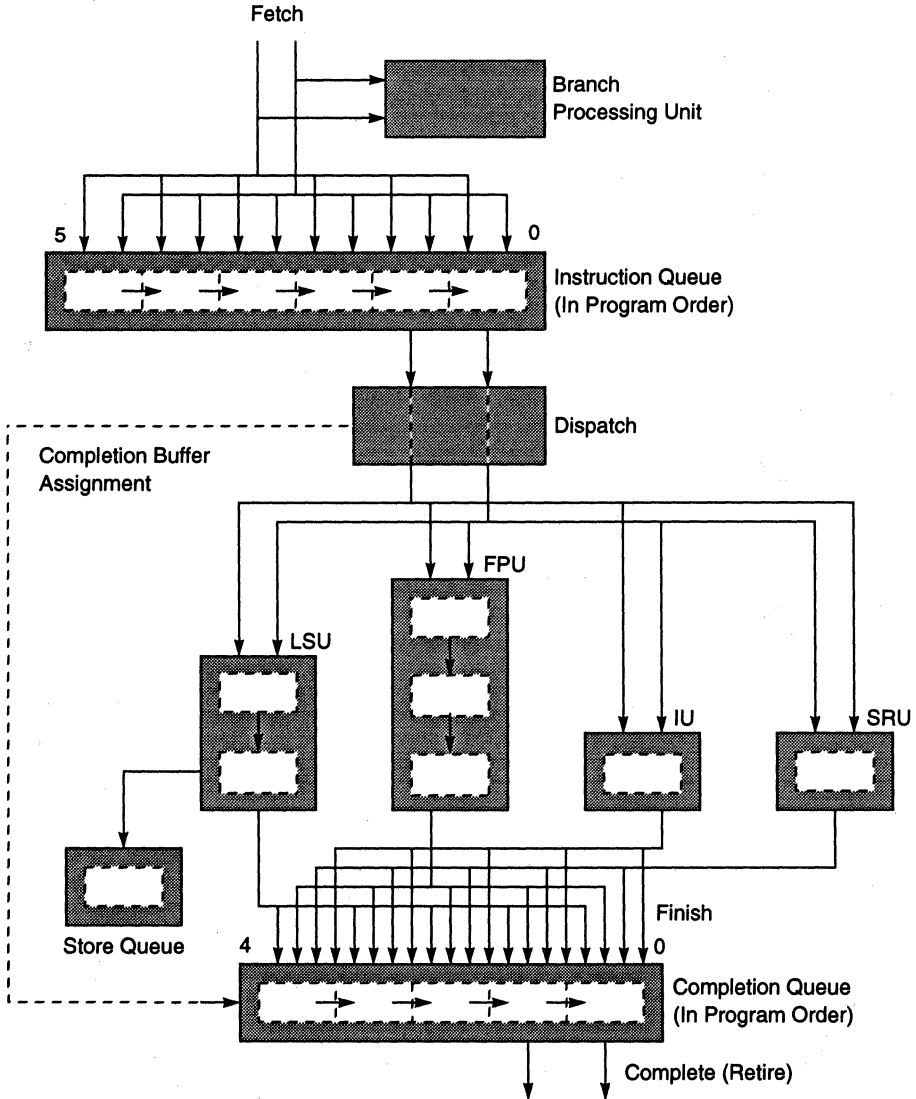 Fetch
Branch
Processing Unit
5
0
Instruction Queue
(In Program Order)
Dispatch
Completion Buffer
Assignment
FPU
LSU
IU
SRU
Finish
Store Queue
4
0
Completion Queue
(In Program Order)
Complete (Retire)